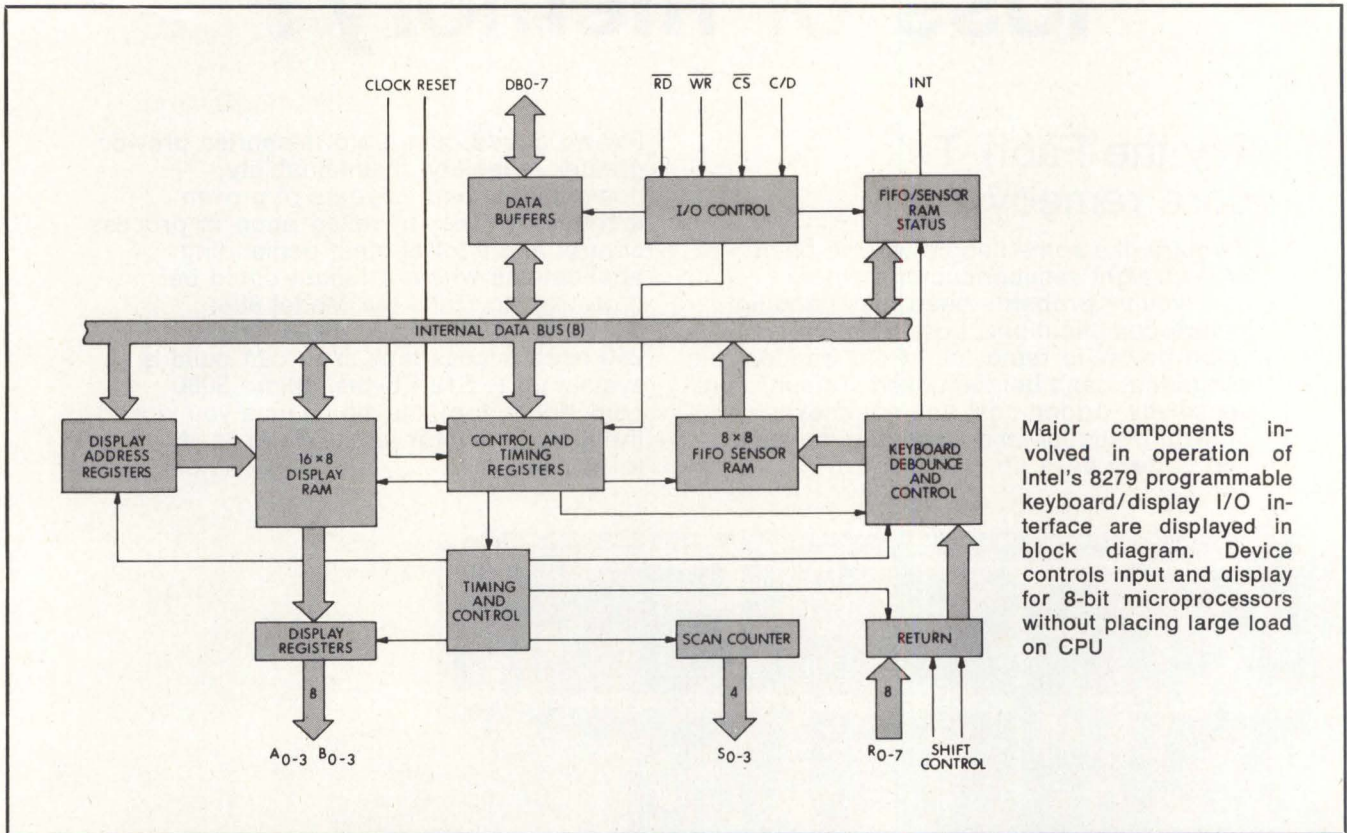 CLOCK RESET
DB0-7
R̅D̅
W̅R̅
C̅S̅
C/D
INT
DATA
BUFFERS
I/O CONTROL
FIFO/SENSOR
RAM
STATUS
INTERNAL DATA BUS (B)
DISPLAY
ADDRESS
REGISTERS
16×8
DISPLAY
RAM
CONTROL AND
TIMING
REGISTERS
8×8
FIFO SENSOR
RAM
KEYBOARD
DEBOUNCE
AND
CONTROL
TIMING
AND
CONTROL
DISPLAY
REGISTERS
SCAN COUNTER
RETURN
8
4
8
A0-3 B0-3
S0-3
R0-7
SHIFT
CONTROL
Major components in-
volved in operation of
Intel's 8279 programmable
keyboard/display I/O in-
terface are displayed in
block diagram. Device
controls input and display
for 8-bit microprocessors
without placing large load
on CPU